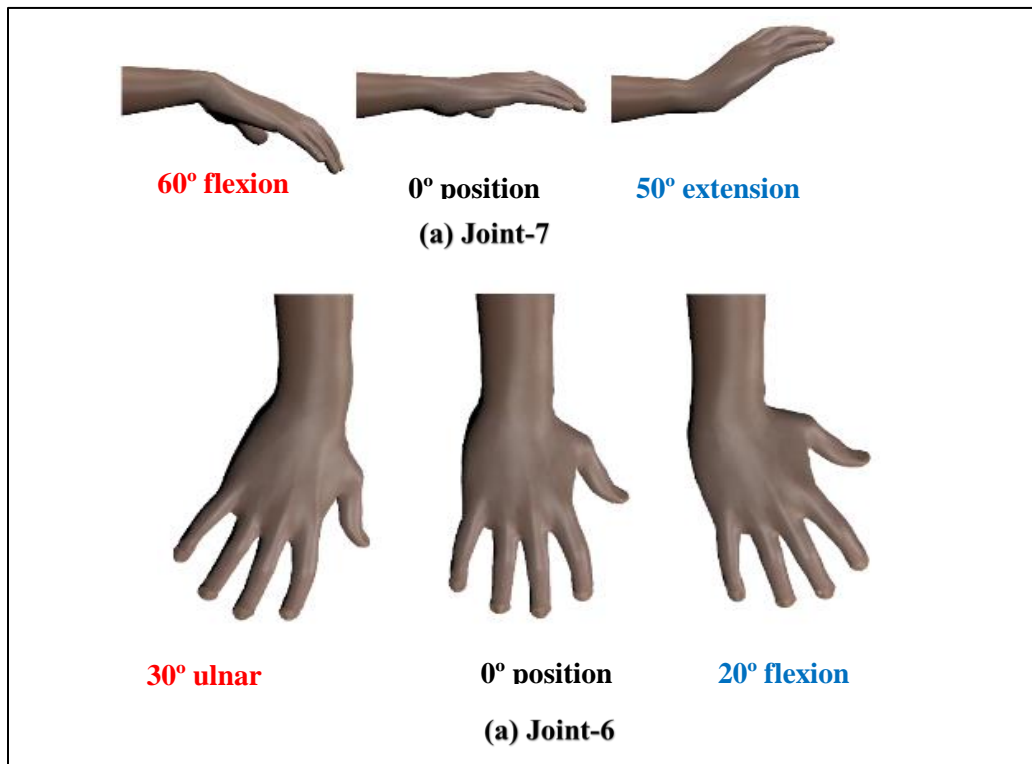 60º flexion 0º position 50º extension
(a) Joint-7
30º ulnar 0º position 20º flexion
(a) Joint-6